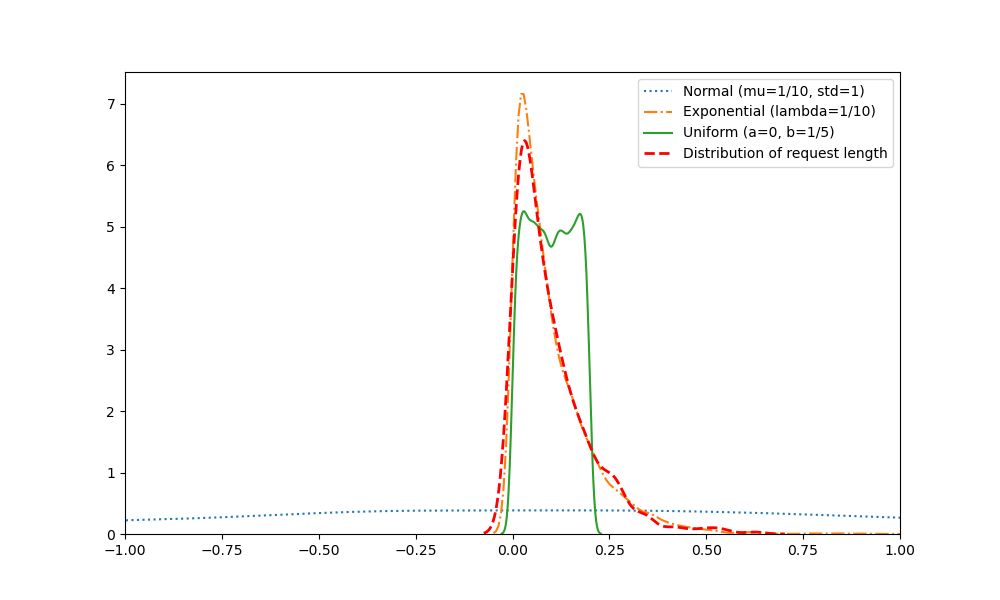 Normal (mu=1/10, std=1)
Exponential (lambda=1/10)
Uniform (a=0, b=1/5)
Distribution of request length
7
6
5
4
3
2
1
0
−1.00 −0.75 −0.50 −0.25 0.00 0.25 0.50 0.75 1.00